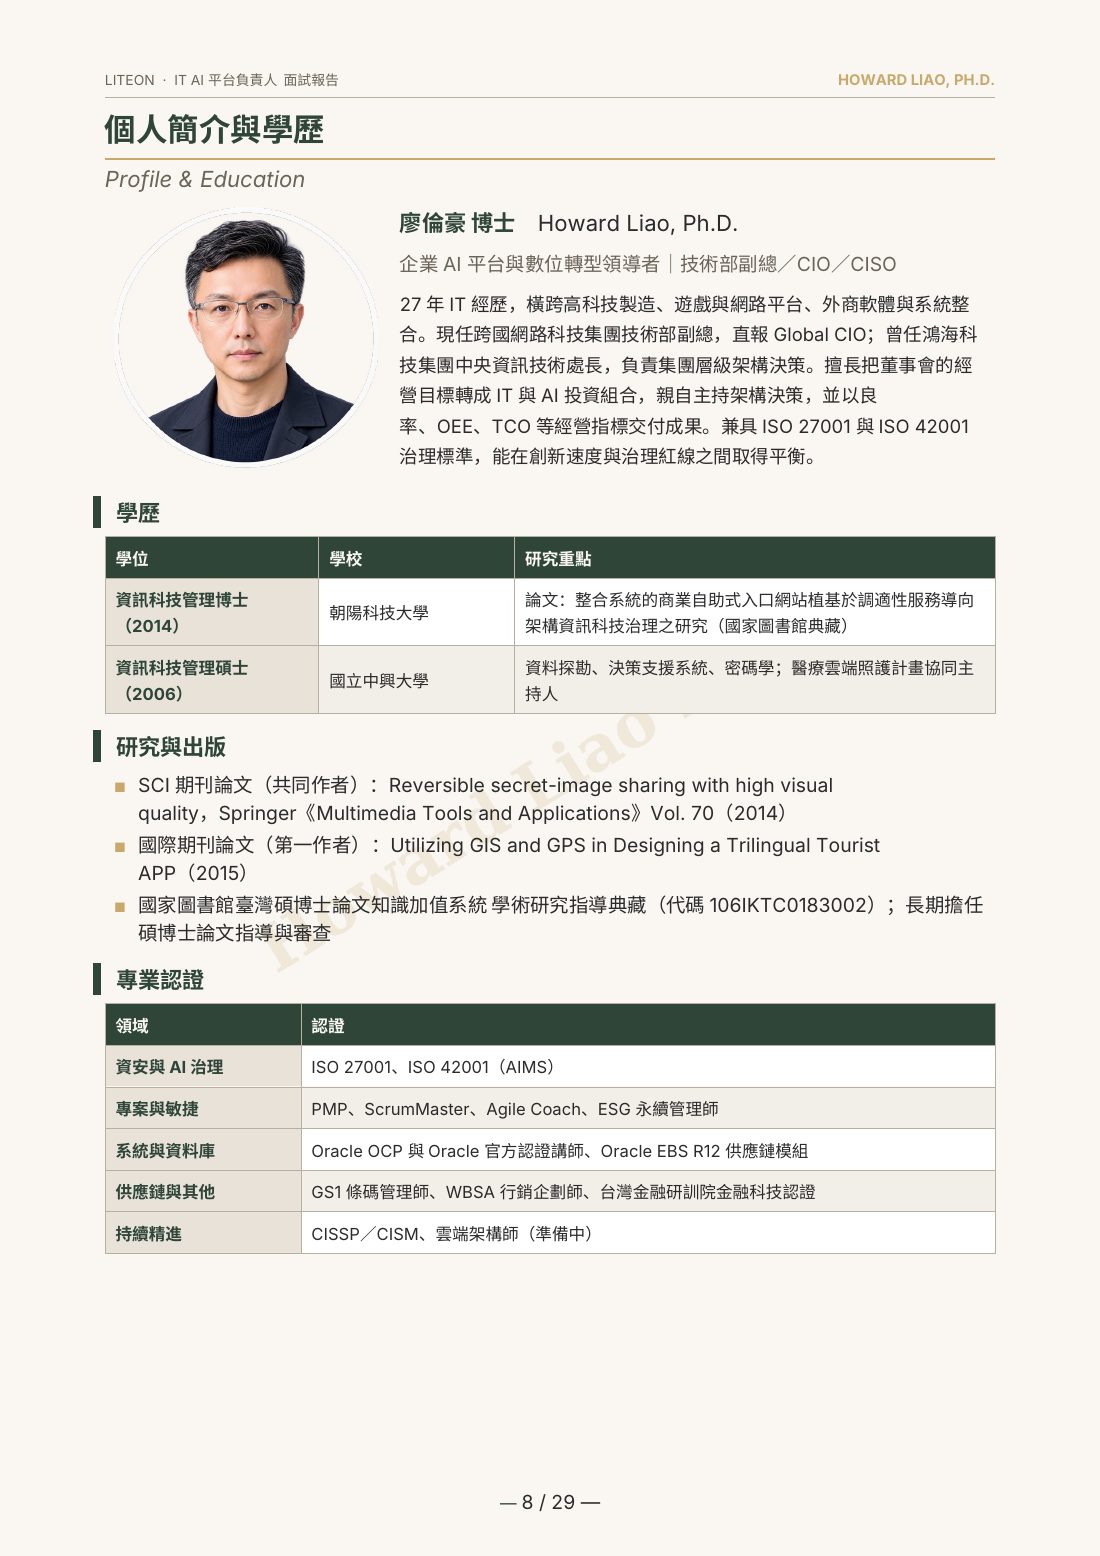 LITEON · IT AI 平台負責人 面試報告
HOWARD LIAO, PH.D.
個人簡介與學歷
Profile & Education
廖倫豪 博士 Howard Liao, Ph.D.
企業 AI 平台與數位轉型領導者｜技術部副總／CIO／CISO
27 年 IT 經歷，橫跨高科技製造、遊戲與網路平台、外商軟體與系統整
合。現任跨國網路科技集團技術部副總，直報 Global CIO；曾任鴻海科
技集團中央資訊技術處長，負責集團層級架構決策。擅長把董事會的經
營目標轉成 IT 與 AI 投資組合，親自主持架構決策，並以良
率、OEE、TCO 等經營指標交付成果。兼具 ISO 27001 與 ISO 42001
治理標準，能在創新速度與治理紅線之間取得平衡。
學歷
學位 學校 研究重點
資訊科技管理博士
（2014）
朝陽科技大學
論文：整合系統的商業自助式入口網站植基於調適性服務導向
架構資訊科技治理之研究（國家圖書館典藏）
資訊科技管理碩士
（2006）
國立中興大學
資料探勘、決策支援系統、密碼學；醫療雲端照護計畫協同主
持人
研究與出版
SCI 期刊論文（共同作者）：Reversible secret-image sharing with high visual
quality，Springer《Multimedia Tools and Applications》Vol. 70（2014）
國際期刊論文（第一作者）：Utilizing GIS and GPS in Designing a Trilingual Tourist
APP（2015）
國家圖書館臺灣碩博士論文知識加值系統 學術研究指導典藏（代碼 106IKTC0183002）；長期擔任
碩博士論文指導與審查
Howard Liao
專業認證
領域 認證
資安與 AI 治理 ISO 27001、ISO 42001（AIMS）
專案與敏捷 PMP、ScrumMaster、Agile Coach、ESG 永續管理師
系統與資料庫 Oracle OCP 與 Oracle 官方認證講師、Oracle EBS R12 供應鏈模組
供應鏈與其他 GS1 條碼管理師、WBSA 行銷企劃師、台灣金融研訓院金融科技認證
持續精進 CISSP／CISM、雲端架構師（準備中）
— 8 / 29 —